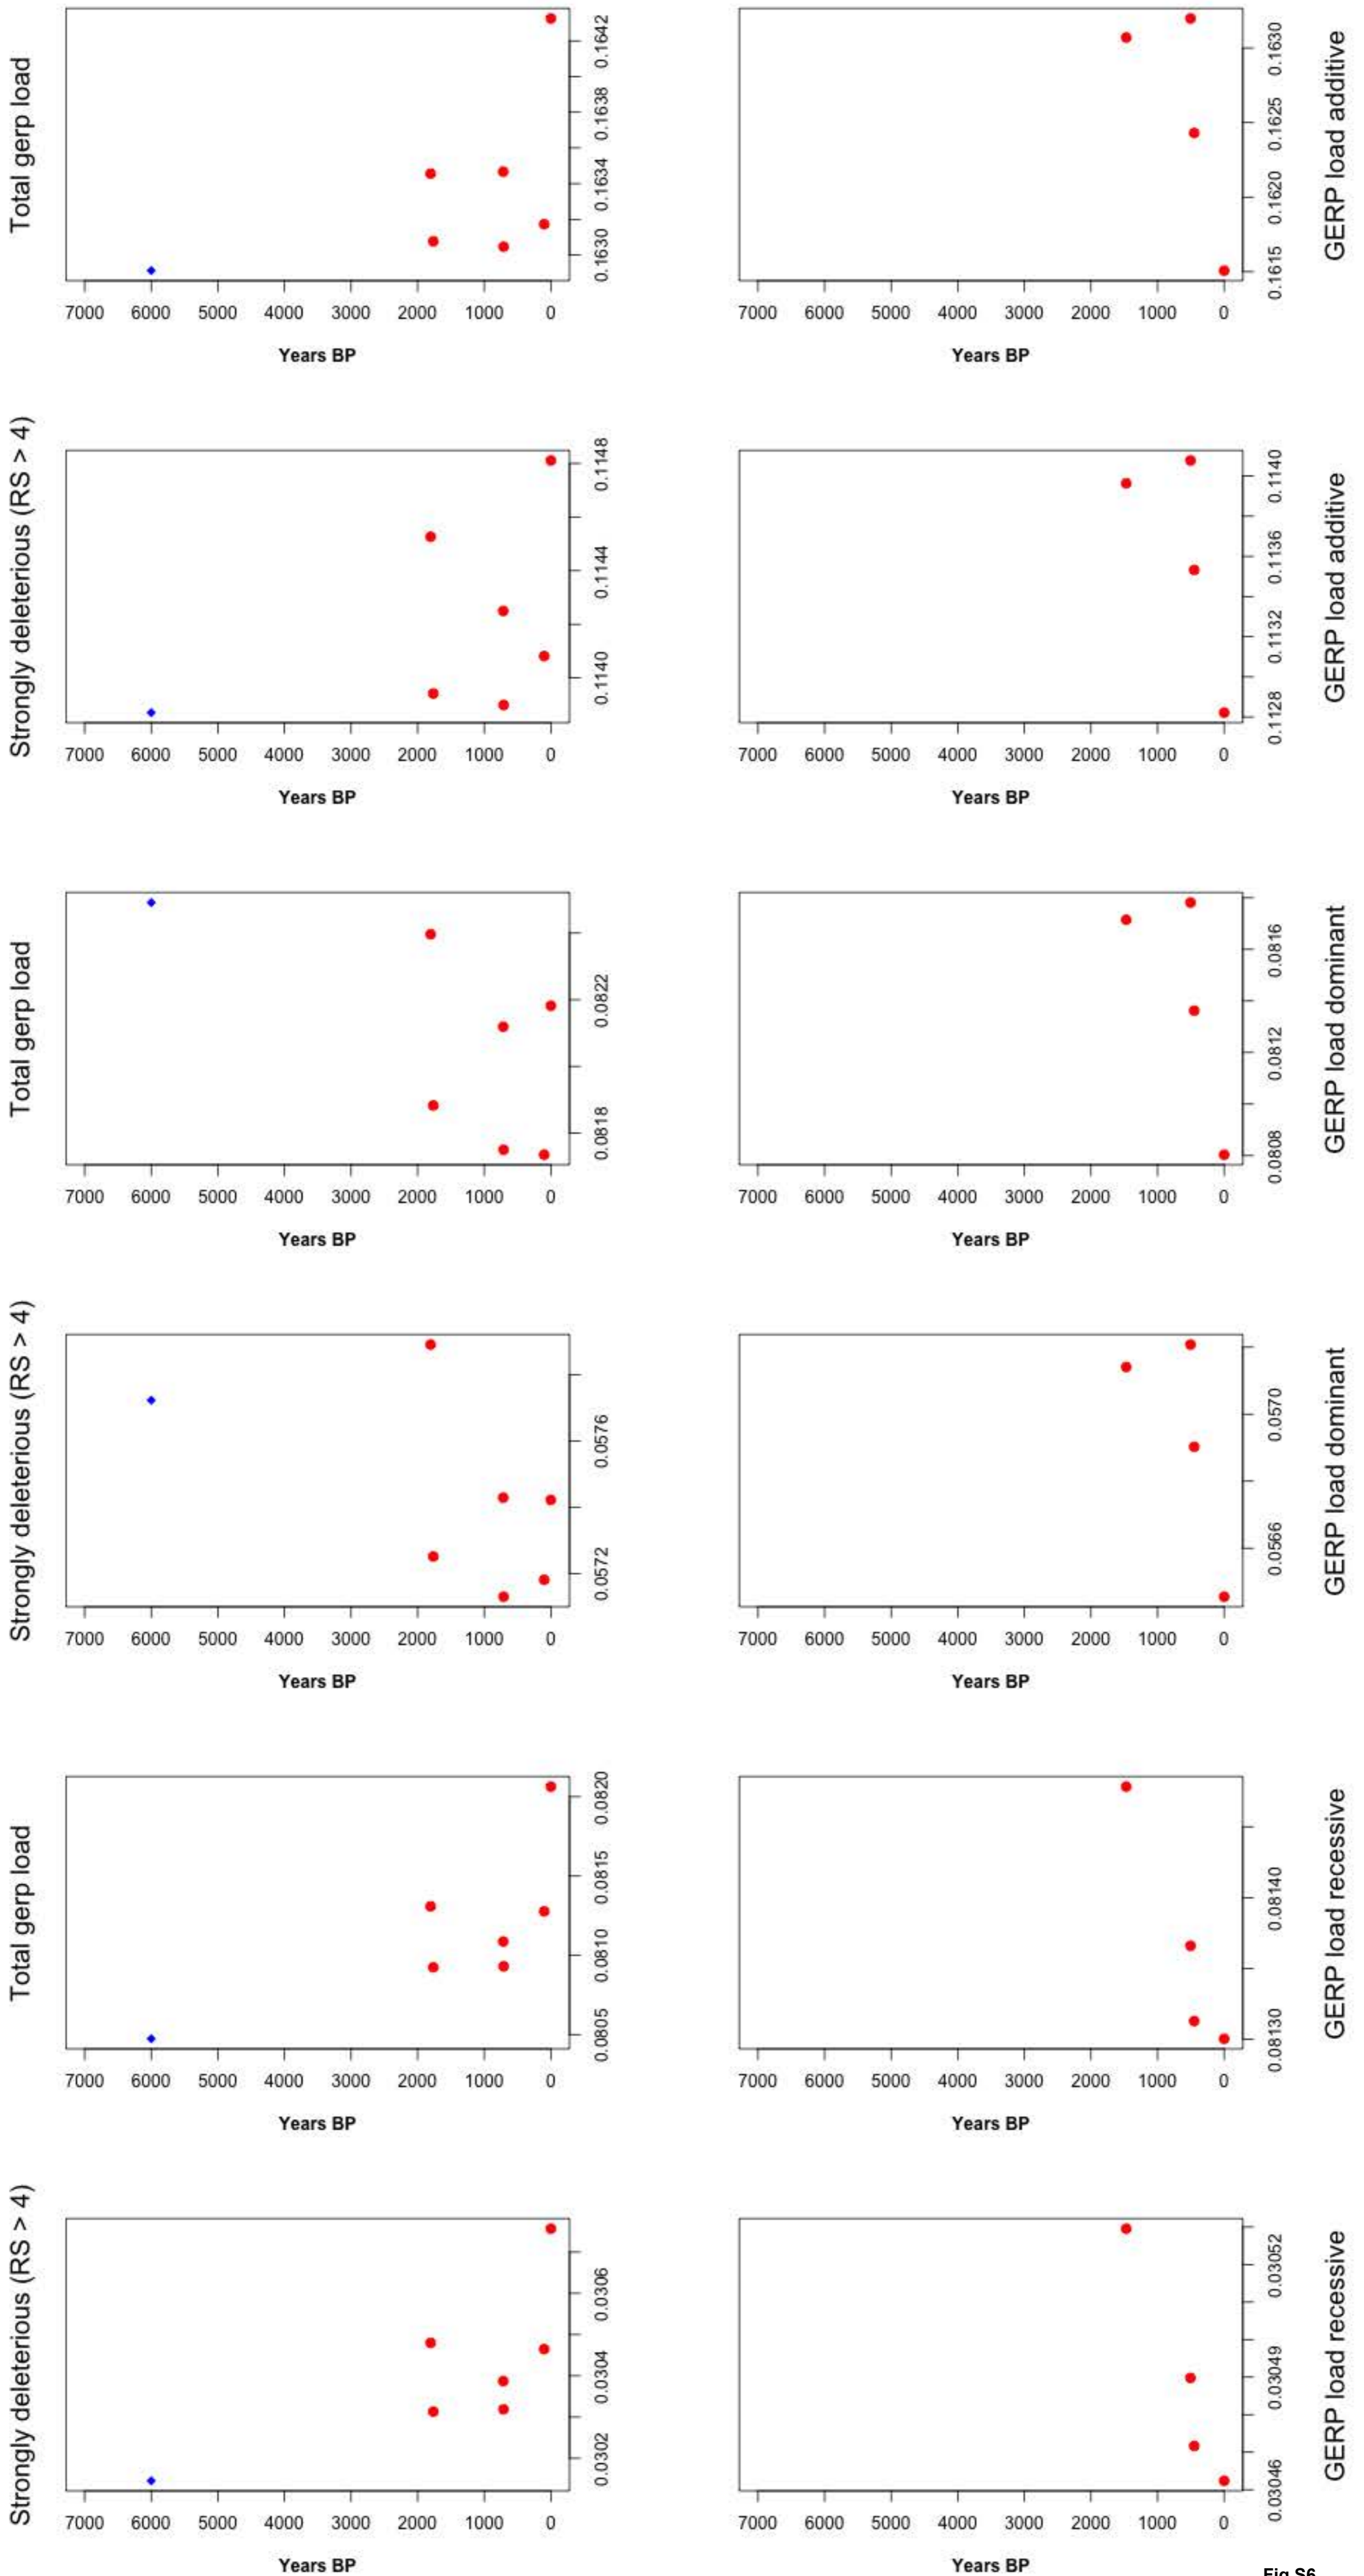 Total gerp load
0.1630 0.1634 0.1638 0.1642
7000 6000 5000 4000 3000 2000 1000 0
Years BP
0.1615 0.1620 0.1625 0.1630
7000 6000 5000 4000 3000 2000 1000 0
Years BP
GERP load additive
Strongly deleterious (RS > 4)
0.1140 0.1144 0.1148
7000 6000 5000 4000 3000 2000 1000 0
Years BP
0.1128 0.1132 0.1136 0.1140
7000 6000 5000 4000 3000 2000 1000 0
Years BP
GERP load additive
Total gerp load
0.0818 0.0822
7000 6000 5000 4000 3000 2000 1000 0
Years BP
0.0808 0.0812 0.0816
7000 6000 5000 4000 3000 2000 1000 0
Years BP
GERP load dominant
Strongly deleterious (RS > 4)
0.0572 0.0576
7000 6000 5000 4000 3000 2000 1000 0
Years BP
0.0566 0.0570
7000 6000 5000 4000 3000 2000 1000 0
Years BP
GERP load dominant
Total gerp load
0.0805 0.0810 0.0815 0.0820
7000 6000 5000 4000 3000 2000 1000 0
Years BP
0.08130 0.08140
7000 6000 5000 4000 3000 2000 1000 0
Years BP
GERP load recessive
Strongly deleterious (RS > 4)
0.0302 0.0304 0.0306
7000 6000 5000 4000 3000 2000 1000 0
Years BP
0.03046 0.03049 0.03052
7000 6000 5000 4000 3000 2000 1000 0
Years BP
GERP load recessive
Fig S6